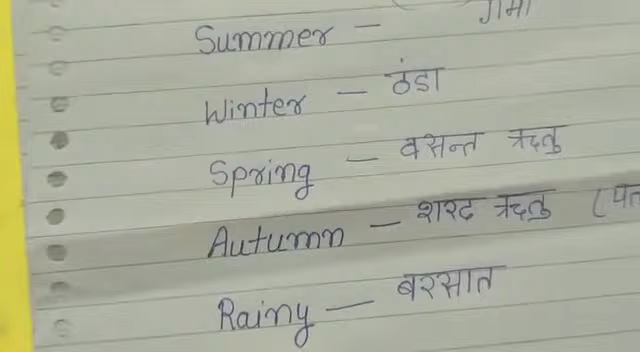 Summer –
Winter – ठंडा
Spring – वसन्त ऋतु
Autumn – शरद ऋतु
Rainy – बरसात